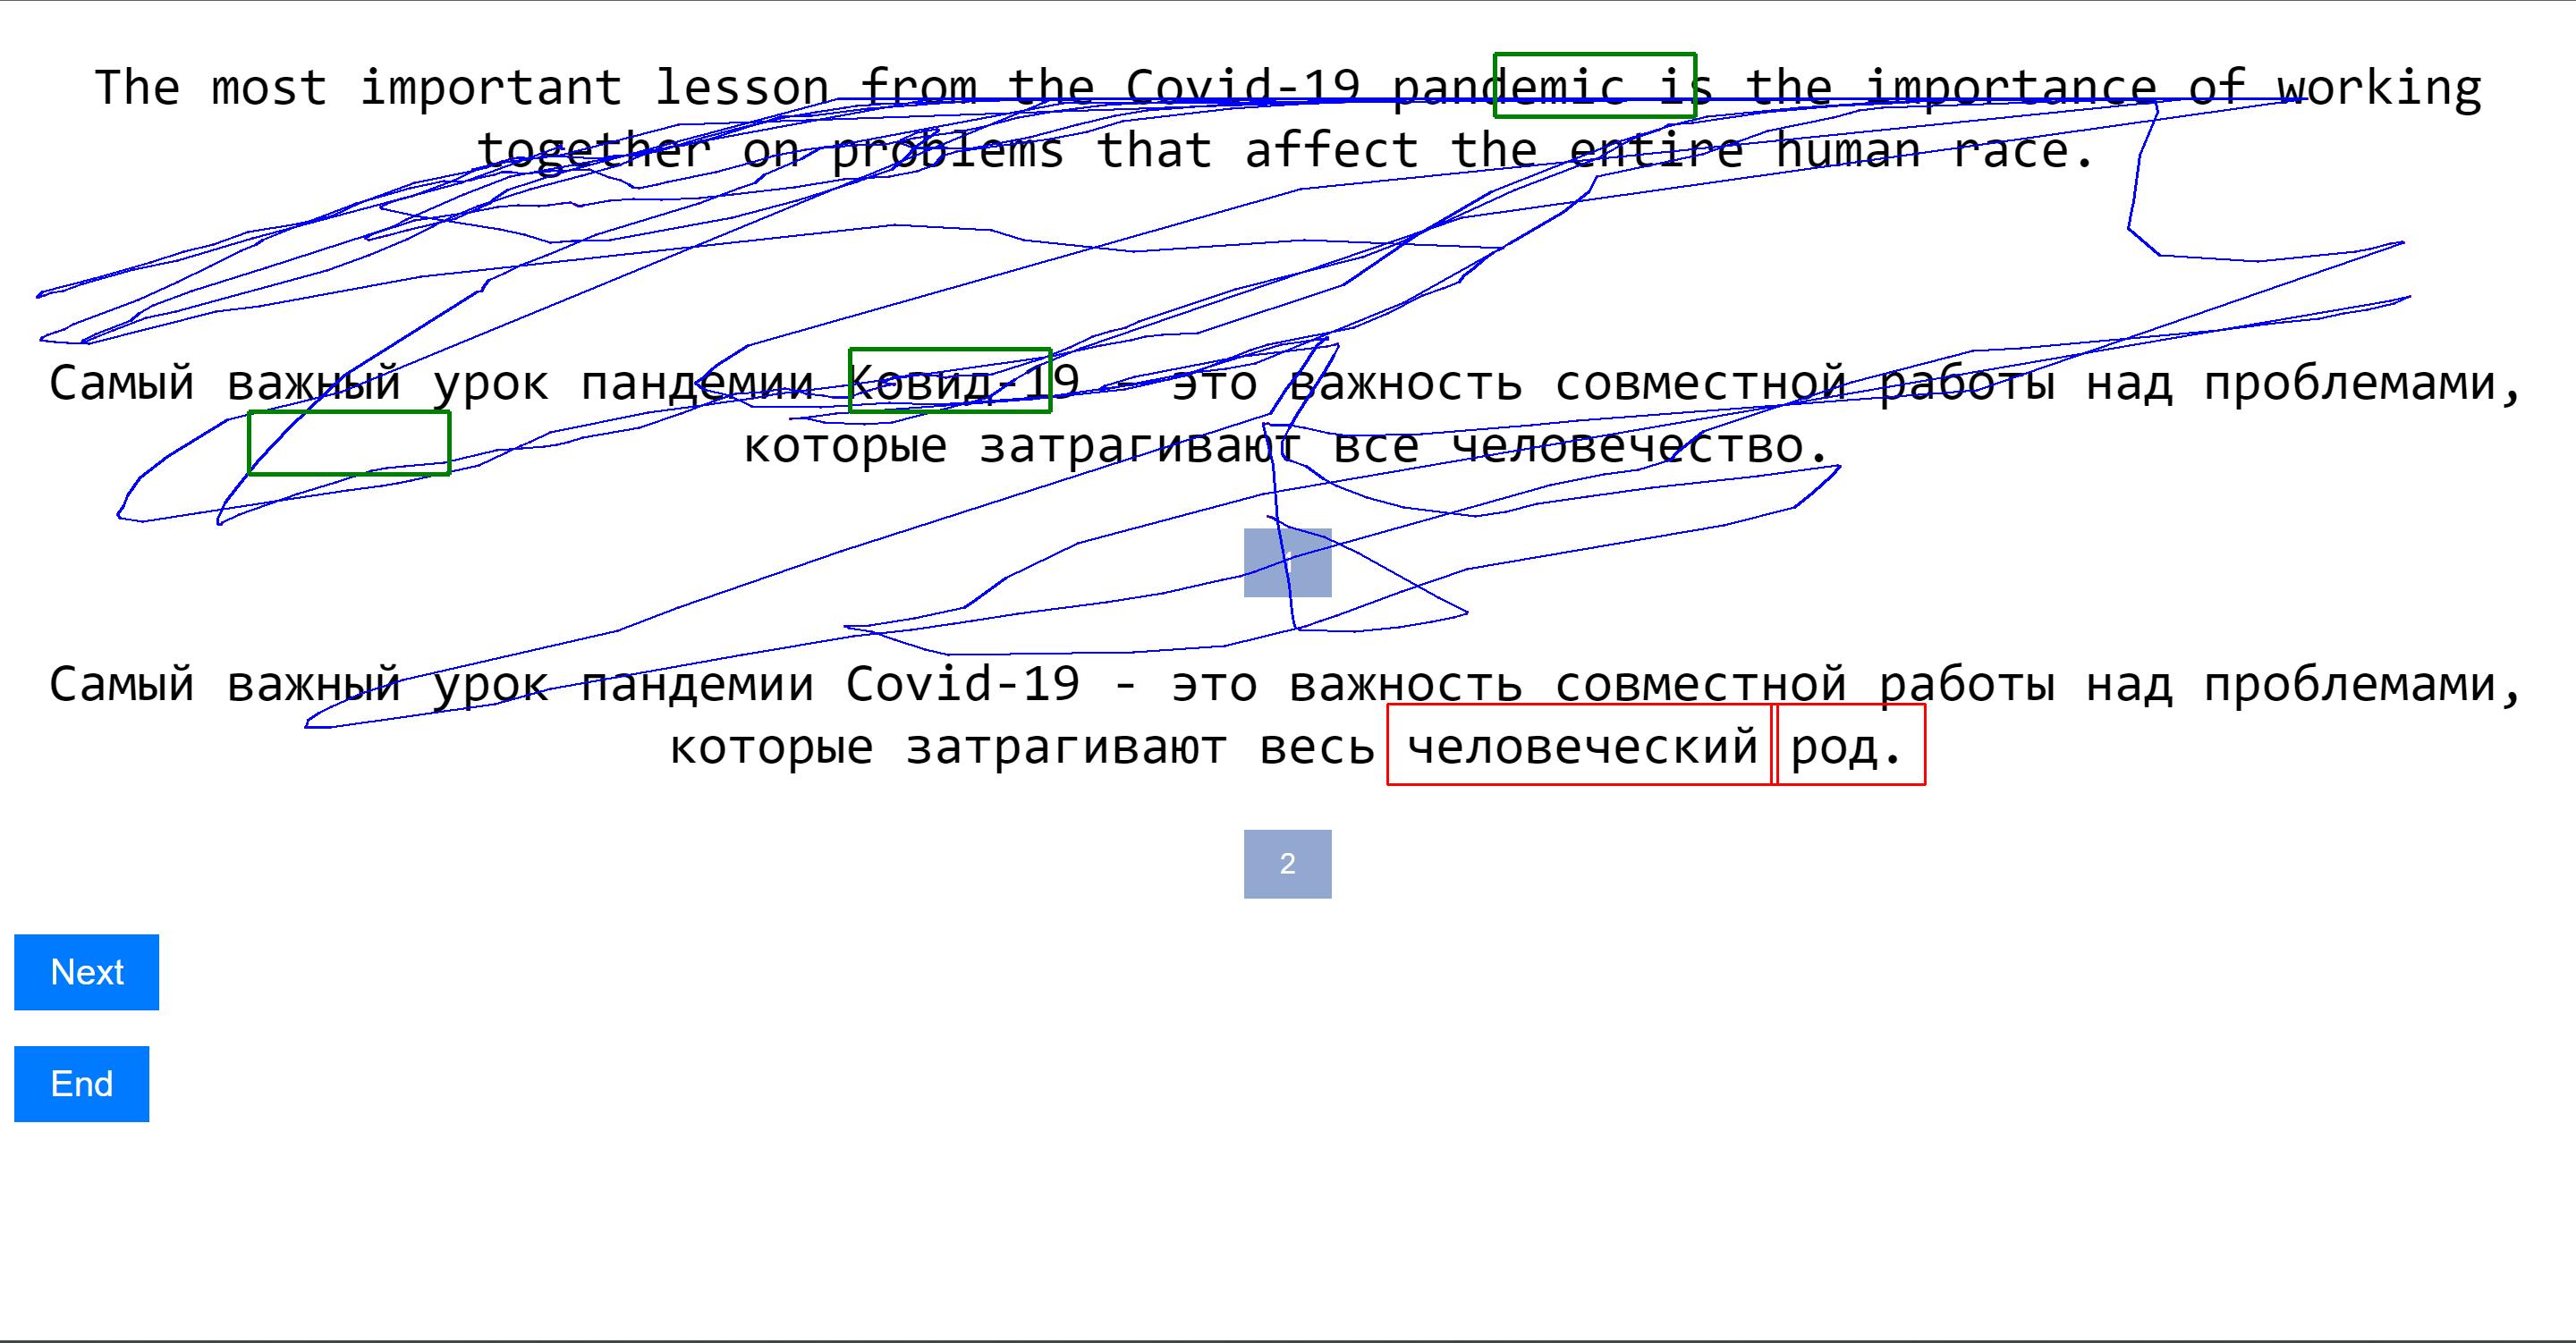 The most important lesson from the Covid-19 pandemic is the importance of working
together on problems that affect the entire human race.
Самый важный урок пандемии Ковид-19 - это важность совместной работы над проблемами,
которые затрагивают все человечество.
1
Самый важный урок пандемии Covid-19 - это важность совместной работы над проблемами,
которые затрагивают весь человеческий род.
2
Next
End